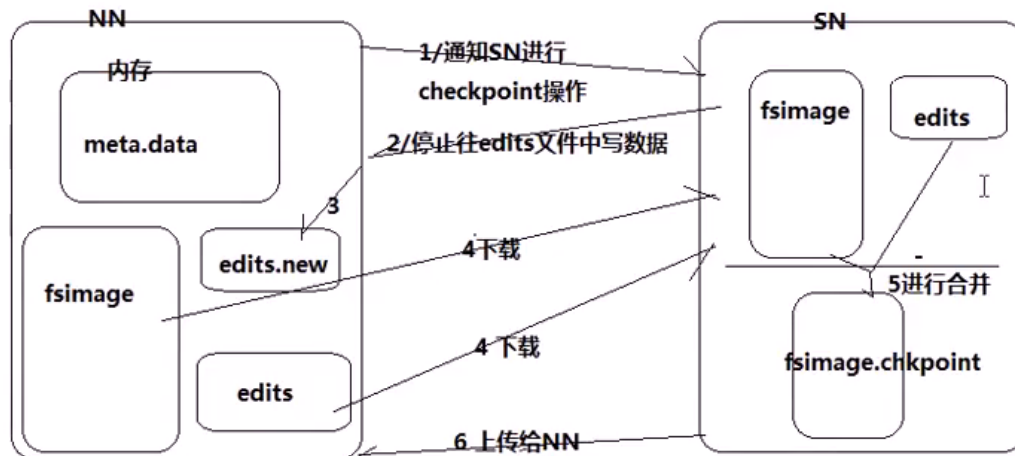 NN
SN
内存
meta.data
1/通知SN进行
checkpoint操作
2/停止往edits文件中写数据
3
edits.new
fsimage
edits
4下载
4 下载
6 上传给NN
fsimage
edits
5进行合并
fsimage.chkpoint